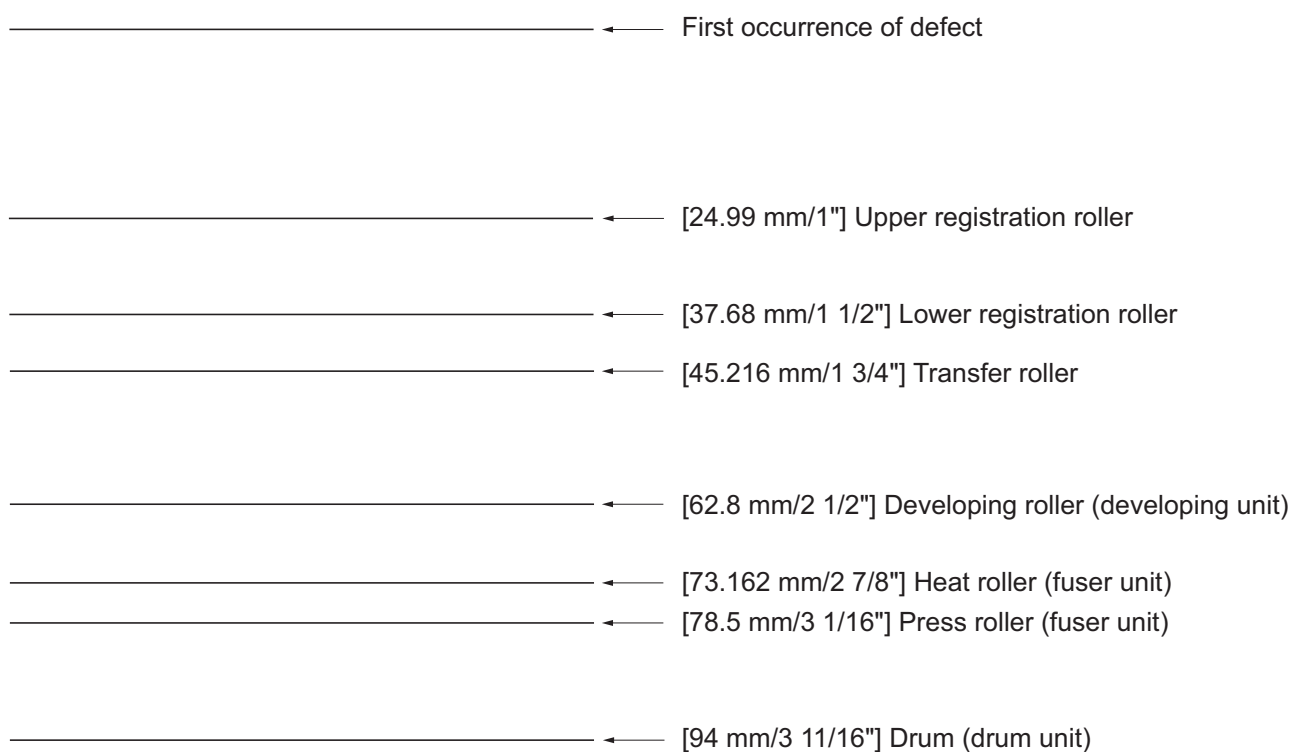 First occurrence of defect
[24.99 mm/1"] Upper registration roller
[37.68 mm/1 1/2"] Lower registration roller
[45.216 mm/1 3/4"] Transfer roller
[62.8 mm/2 1/2"] Developing roller (developing unit)
[73.162 mm/2 7/8"] Heat roller (fuser unit)
[78.5 mm/3 1/16"] Press roller (fuser unit)
[94 mm/3 11/16"] Drum (drum unit)